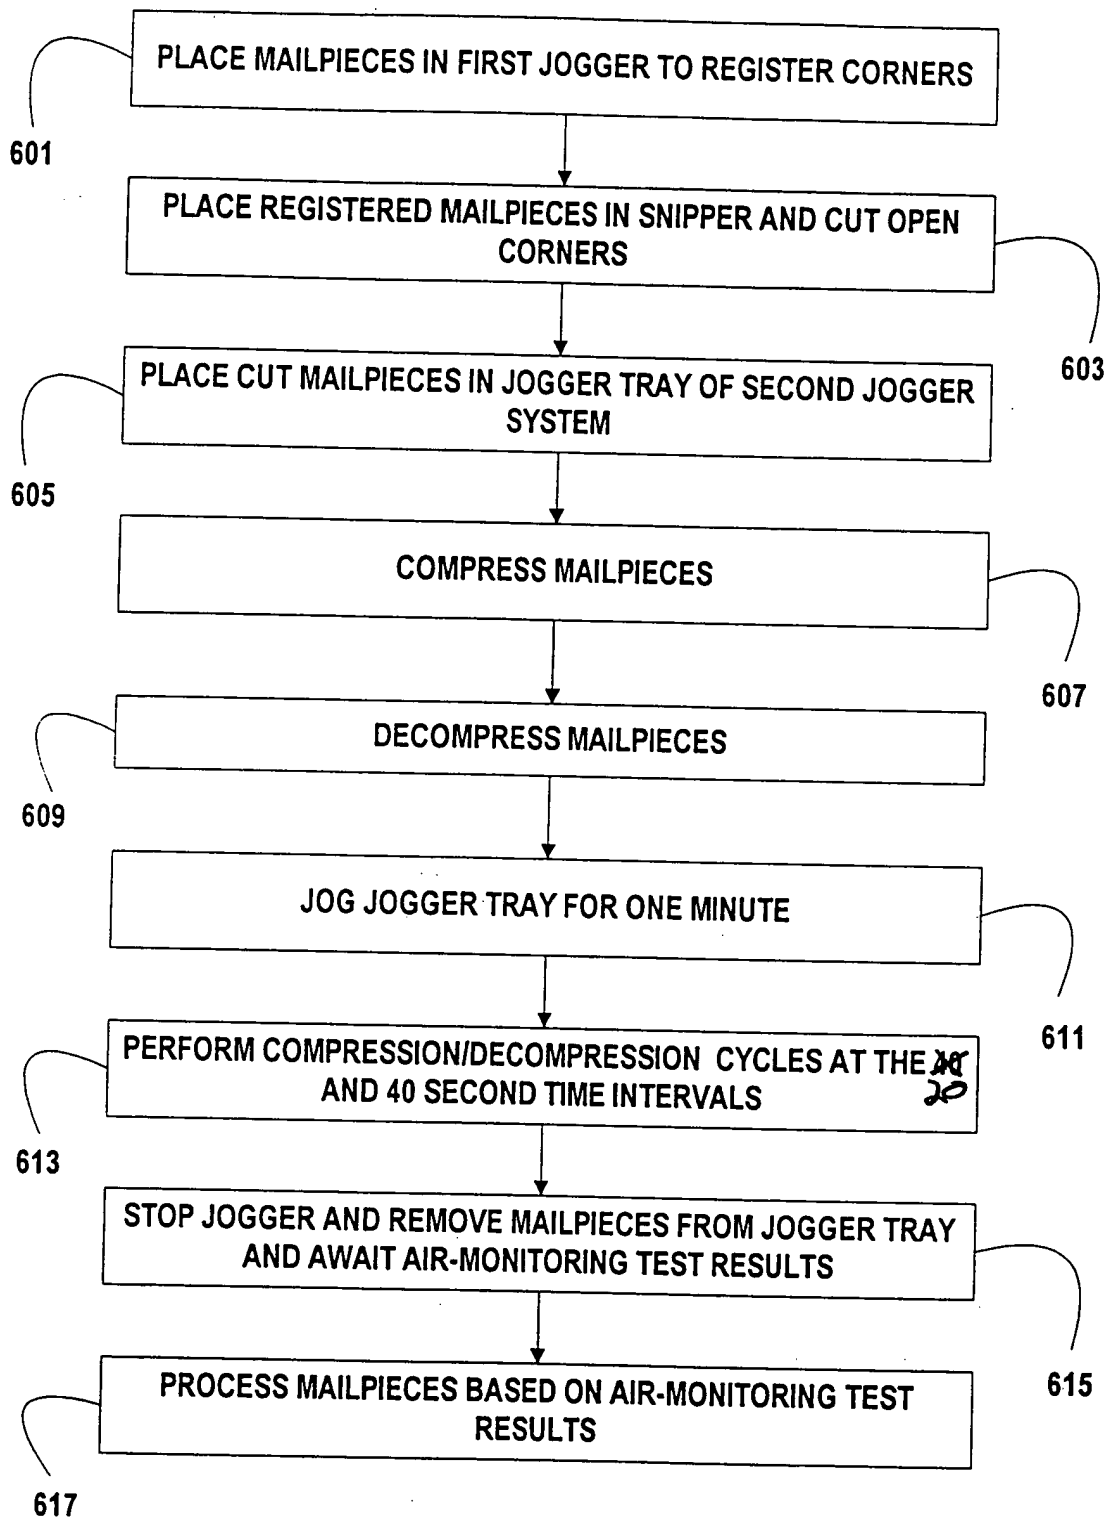 PLACE MAILPIECES IN FIRST JOGGER TO REGISTER CORNERS
601
PLACE REGISTERED MAILPIECES IN SNIPPER AND CUT OPEN
CORNERS
603
PLACE CUT MAILPIECES IN JOGGER TRAY OF SECOND JOGGER
SYSTEM
605
COMPRESS MAILPIECES
607
DECOMPRESS MAILPIECES
609
JOG JOGGER TRAY FOR ONE MINUTE
611
PERFORM COMPRESSION/DECOMPRESSION CYCLES AT THE
20
AND 40 SECOND TIME INTERVALS
613
STOP JOGGER AND REMOVE MAILPIECES FROM JOGGER TRAY
AND AWAIT AIR-MONITORING TEST RESULTS
615
PROCESS MAILPIECES BASED ON AIR-MONITORING TEST
RESULTS
617